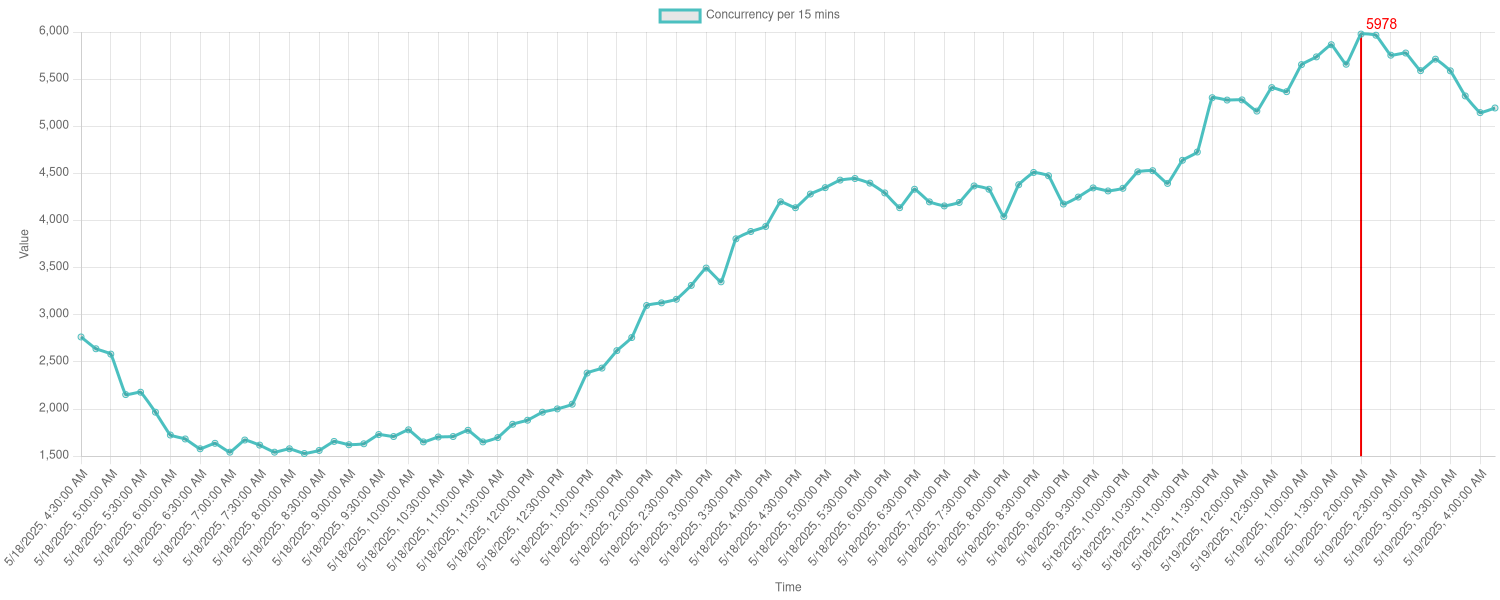 Concurrency per 15 mins
5978
6,000
5,500
5,000
4,500
4,000
3,500
3,000
2,500
2,000
1,500
Value
5/18/2025, 4:30:00 AM
5/18/2025, 5:00:00 AM
5/18/2025, 5:30:00 AM
5/18/2025, 6:00:00 AM
5/18/2025, 6:30:00 AM
5/18/2025, 7:00:00 AM
5/18/2025, 7:30:00 AM
5/18/2025, 8:00:00 AM
5/18/2025, 8:30:00 AM
5/18/2025, 9:00:00 AM
5/18/2025, 9:30:00 AM
5/18/2025, 10:00:00 AM
5/18/2025, 10:30:00 AM
5/18/2025, 11:00:00 AM
5/18/2025, 11:30:00 AM
5/18/2025, 12:00:00 PM
5/18/2025, 12:30:00 PM
5/18/2025, 1:00:00 PM
5/18/2025, 1:30:00 PM
5/18/2025, 2:00:00 PM
5/18/2025, 2:30:00 PM
5/18/2025, 3:00:00 PM
5/18/2025, 3:30:00 PM
5/18/2025, 4:00:00 PM
5/18/2025, 4:30:00 PM
5/18/2025, 5:00:00 PM
5/18/2025, 5:30:00 PM
5/18/2025, 6:00:00 PM
5/18/2025, 6:30:00 PM
5/18/2025, 7:00:00 PM
5/18/2025, 7:30:00 PM
5/18/2025, 8:00:00 PM
5/18/2025, 8:30:00 PM
5/18/2025, 9:00:00 PM
5/18/2025, 9:30:00 PM
5/18/2025, 10:00:00 PM
5/18/2025, 10:30:00 PM
5/18/2025, 11:00:00 PM
5/18/2025, 11:30:00 PM
5/19/2025, 12:00:00 AM
5/19/2025, 12:30:00 AM
5/19/2025, 1:00:00 AM
5/19/2025, 1:30:00 AM
5/19/2025, 2:00:00 AM
5/19/2025, 2:30:00 AM
5/19/2025, 3:00:00 AM
5/19/2025, 3:30:00 AM
5/19/2025, 4:00:00 AM
Time